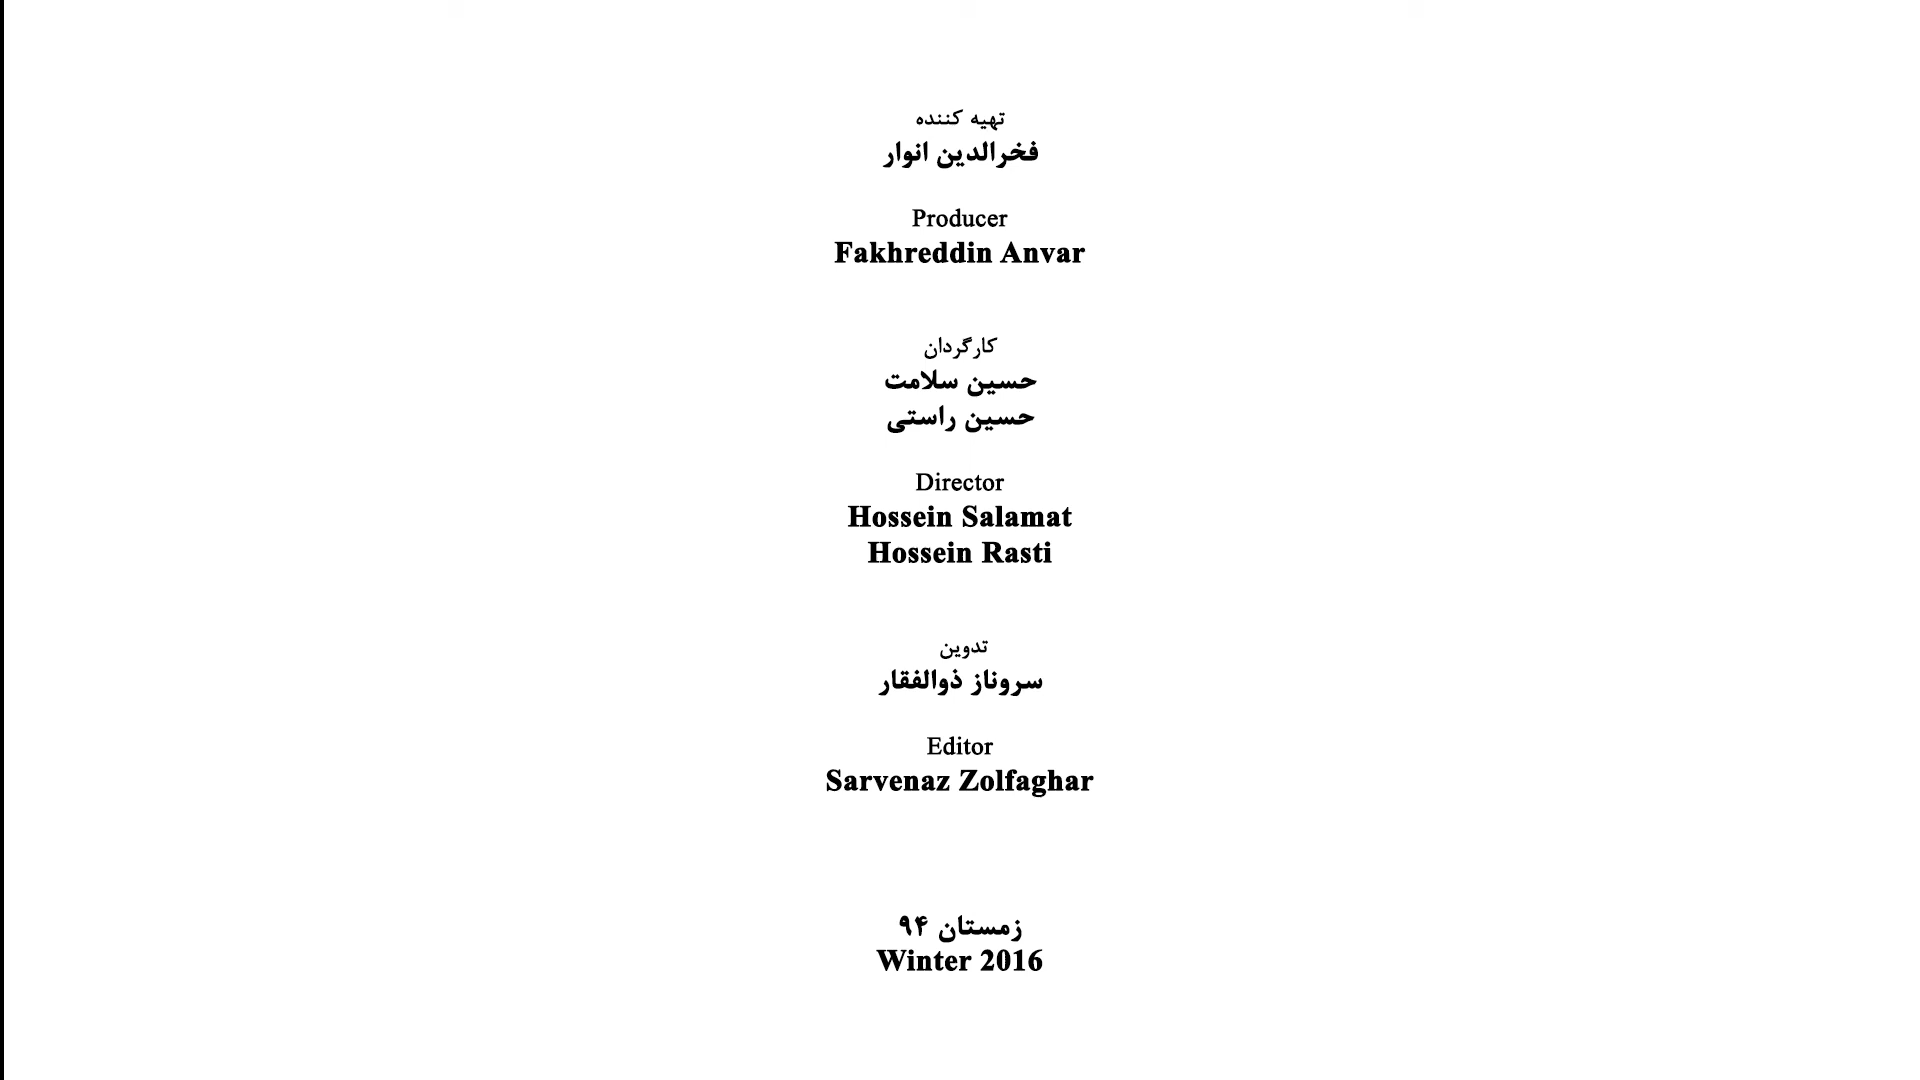 تهیه کننده
فخرالدین انوار
Producer
Fakhreddin Anvar
کارگردان
حسین سلامت
حسین راستی
Director
Hossein Salamat
Hossein Rasti
تدوین
سروناز ذوالفقار
Editor
Sarvenaz Zolfaghar
زمستان ۹۴
Winter 2016